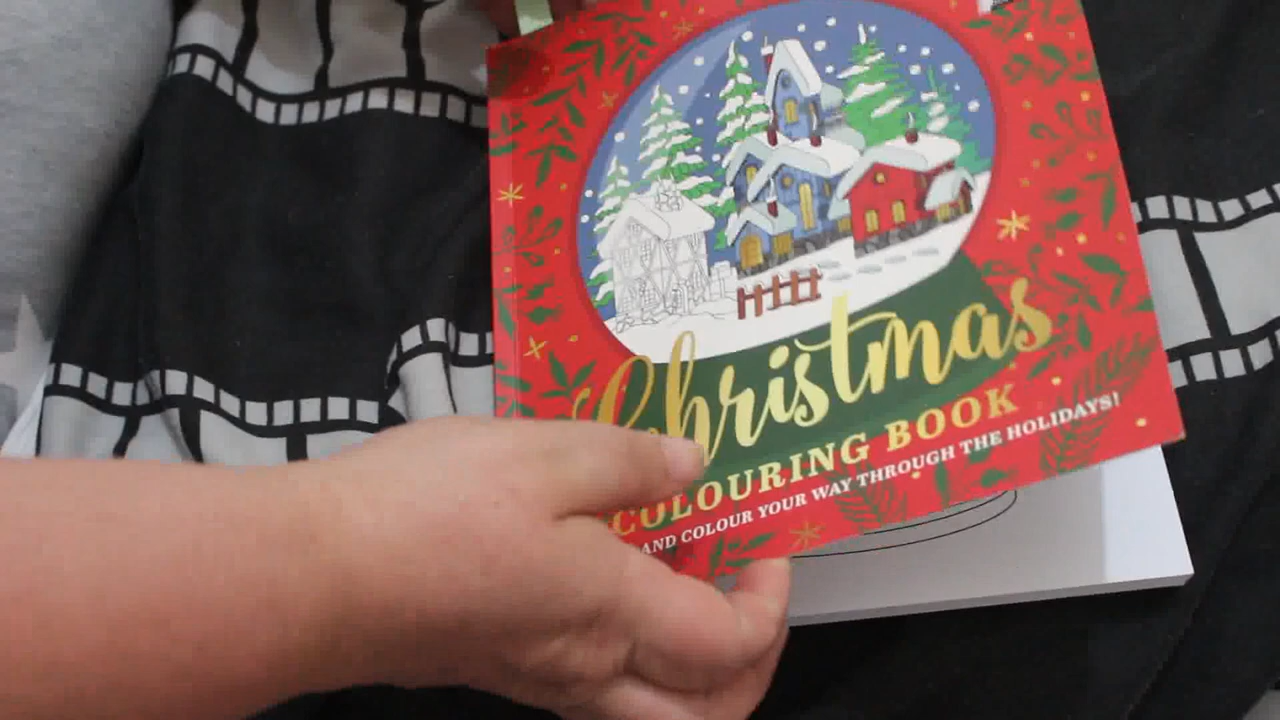 Christmas
COLOURING BOOK
AND COLOUR YOUR WAY THROUGH THE HOLIDAYS!